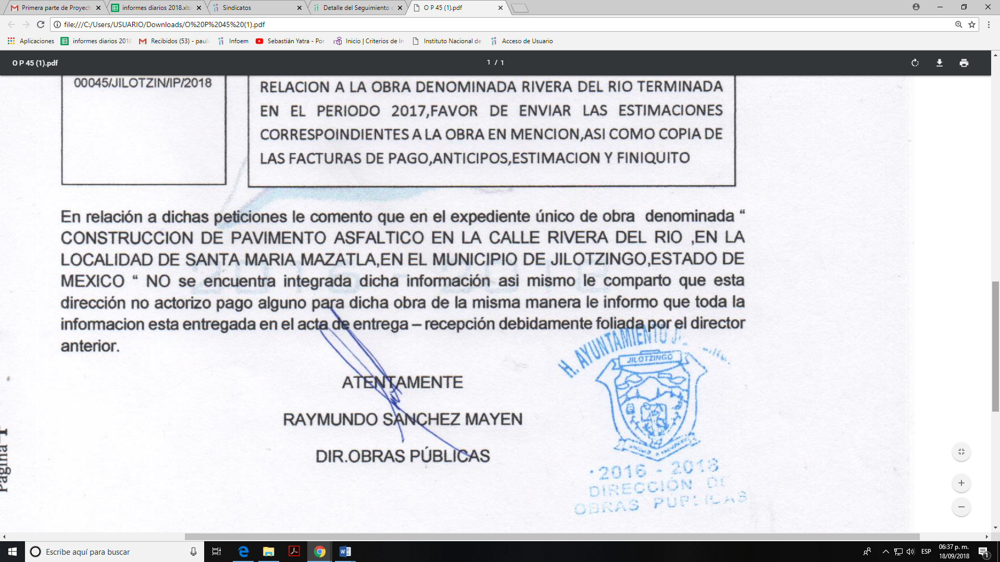 Primera parte de Proyect
informes diarios 2018.xls
Sindicatos
Detalle del Seguimiento
O P 45 (1).pdf
file:///C:/Users/USUARIO/Downloads/O%20P%2045%20(1).pdf
Aplicaciones
informes diarios 2018
Recibidos (53) - pauli
Infoem
Sebastián Yatra - Por
Inicio | Criterios de In
Instituto Nacional de
Acceso de Usuario
O P 45 (1).pdf
1 / 1
00045/JILOTZIN/IP/2018
RELACION A LA OBRA DENOMINADA RIVERA DEL RIO TERMINADA
EN EL PERIODO 2017,FAVOR DE ENVIAR LAS ESTIMACIONES
CORRESPOINDIENTES A LA OBRA EN MENCION,ASI COMO COPIA DE
LAS FACTURAS DE PAGO,ANTICIPOS,ESTIMACION Y FINIQUITO
En relación a dichas peticiones le comento que en el expediente único de obra denominada “
CONSTRUCCION DE PAVIMENTO ASFALTICO EN LA CALLE RIVERA DEL RIO ,EN LA
LOCALIDAD DE SANTA MARIA MAZATLA,EN EL MUNICIPIO DE JILOTZINGO,ESTADO DE
MEXICO “ NO se encuentra integrada dicha información asi mismo le comparto que esta
dirección no actorizo pago alguno para dicha obra de la misma manera le informo que toda la
informacion esta entregada en el acta de entrega – recepción debidamente foliada por el director
anterior.
2016 - 2018
ATENTAMENTE
RAYMUNDO SANCHEZ MAYEN
DIR.OBRAS PÚBLICAS
H. AYUNTAMIENTO
JILOTZINGO
2016 - 2018
DIRECCIÓN DE
OBRAS PÚBLICAS
Página 1
Escribe aquí para buscar
ESP
06:37 p. m.
18/09/2018
1